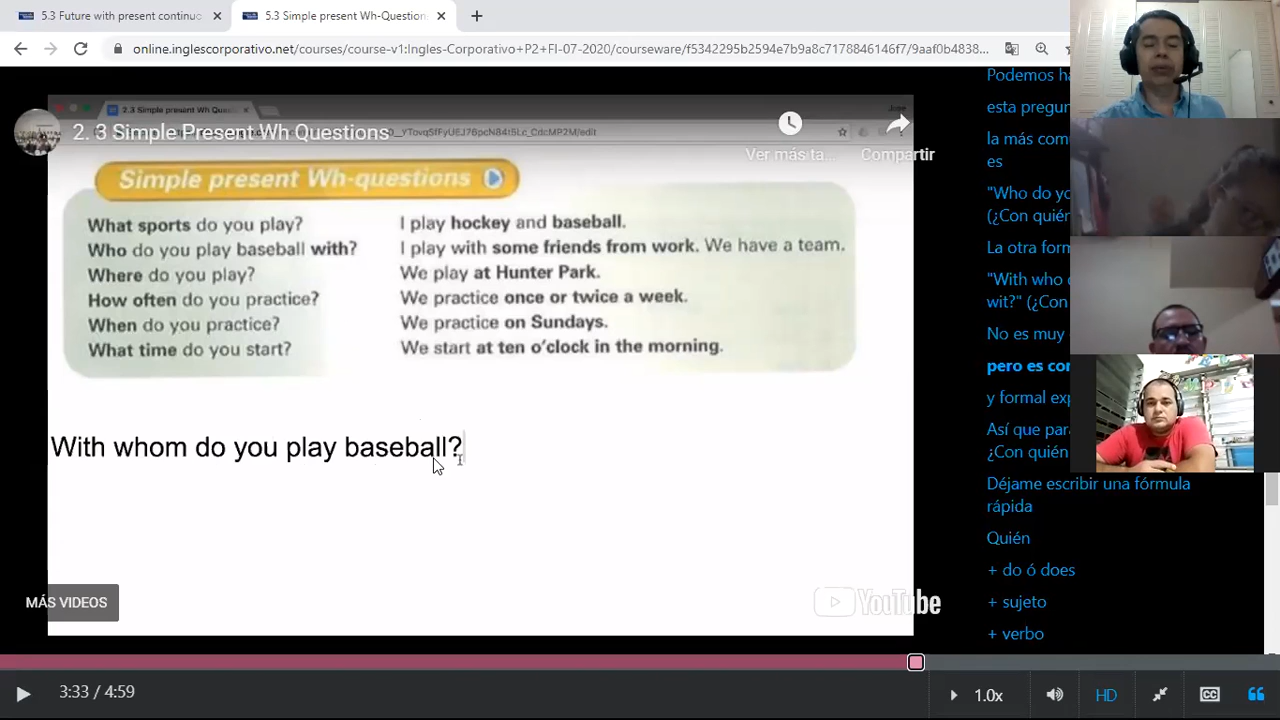 5.3 Future with present continuo
5.3 Simple present Wh-Question
online.inglescorporativo.net/courses/course-v1:Ingles-Corporativo+P2+FI-07-2020/courseware/f5342295b2594e7b9a8c7178846146f7/9aaf0b4838...
2.3 Simple present Wh Ques
2. 3 Simple Present Wh Questions
Ver más ta...
Compartir
Simple present Wh-questions
What sports do you play? I play hockey and baseball.
Who do you play baseball with? I play with some friends from work. We have a team.
Where do you play? We play at Hunter Park.
How often do you practice? We practice once or twice a week.
When do you practice? We practice on Sundays.
What time do you start? We start at ten o'clock in the morning.
With whom do you play baseball?
MÁS VIDEOS
YouTube
Podemos ha
esta pregun
la más com
es
"Who do yo
(¿Con quién
La otra form
"With who d
wit?" (¿Con
No es muy
pero es con
y formal exp
Así que para
¿Con quién
Déjame escribir una fórmula
rápida
Quién
+ do ó does
+ sujeto
+ verbo
3:33 / 4:59
1.0x
HD
CC